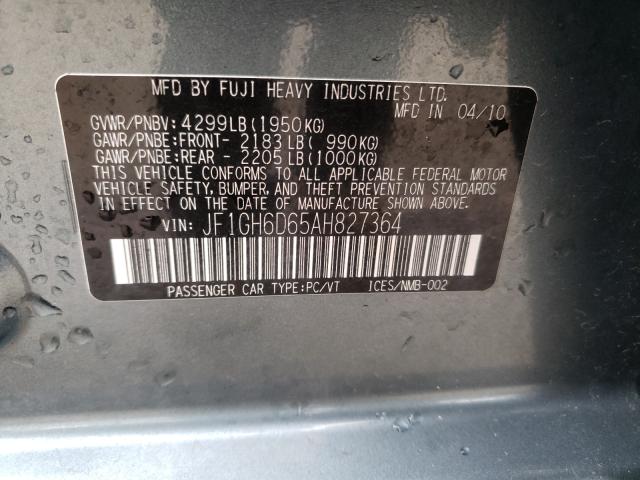 MFD BY FUJI HEAVY INDUSTRIES LTD.
MFD IN 04/10
GVWR/PNBV: 4299LB(1950KG)
GAWR/PNBE:FRONT- 2183LB( 990KG)
GAWR/PNBE:REAR - 2205LB(1000KG)
THIS VEHICLE CONFORMS TO ALL APPLICABLE FEDERAL MOTOR
VEHICLE SAFETY, BUMPER, AND THEFT PREVENTION STANDARDS
IN EFFECT ON THE DATE OF MANUFACTURE SHOWN ABOVE.
VIN: JF1GH6D65AH827364
PASSENGER CAR TYPE:PC/VT ICES/NMB-002